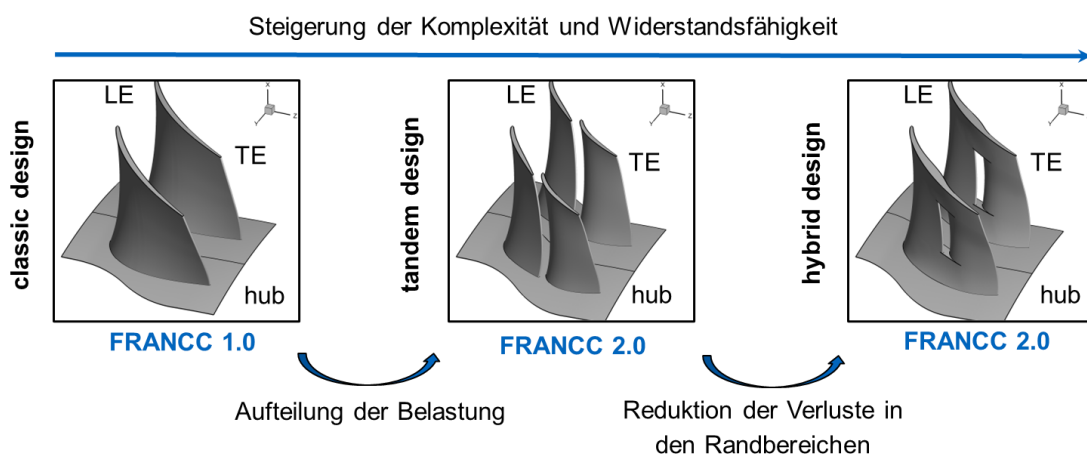 Steigerung der Komplexität und Widerstandsfähigkeit
classic design
LE
TE
hub
X
Y
Z
FRANCC 1.0
tandem design
LE
TE
hub
X
Y
Z
FRANCC 2.0
hybrid design
LE
TE
hub
X
Y
Z
FRANCC 2.0
Aufteilung der Belastung
Reduktion der Verluste in
den Randbereichen